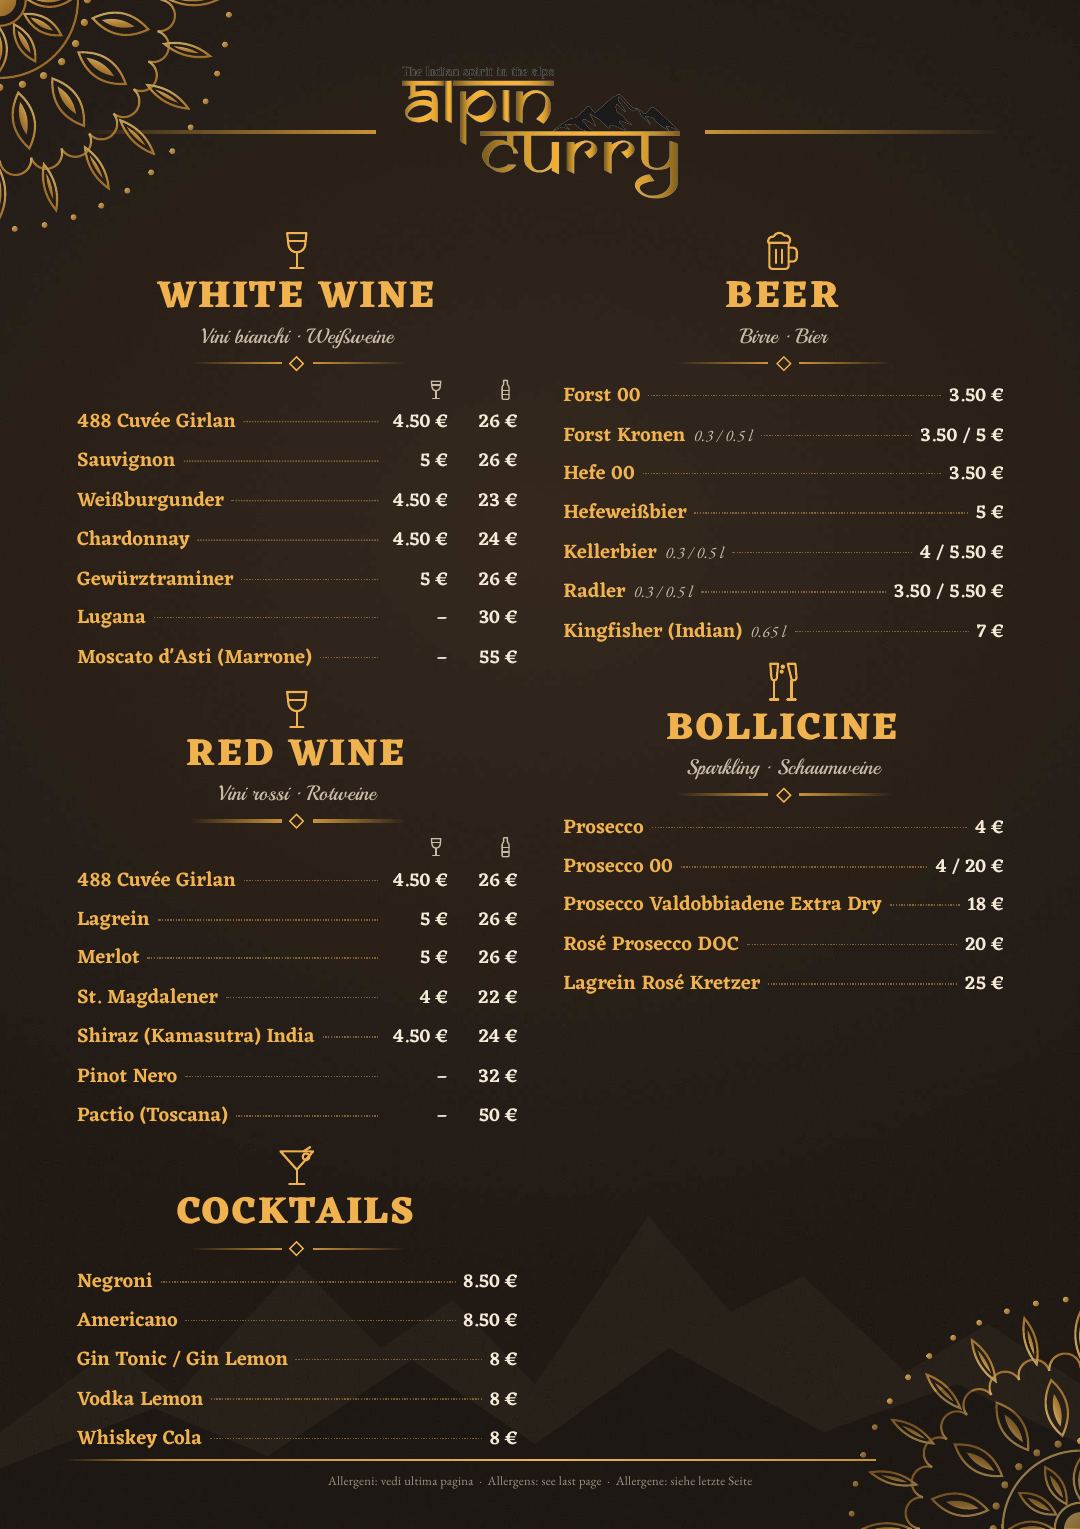 The Indian spirit in the alps
alpin
curry
WHITE WINE
Vini bianchi · Weißweine
488 Cuvée Girlan 4.50 € 26 €
Sauvignon 5 € 26 €
Weißburgunder 4.50 € 23 €
Chardonnay 4.50 € 24 €
Gewürztraminer 5 € 26 €
Lugana – 30 €
Moscato d'Asti (Marrone) – 55 €
RED WINE
Vini rossi · Rotweine
488 Cuvée Girlan 4.50 € 26 €
Lagrein 5 € 26 €
Merlot 5 € 26 €
St. Magdalener 4 € 22 €
Shiraz (Kamasutra) India 4.50 € 24 €
Pinot Nero – 32 €
Pactio (Toscana) – 50 €
COCKTAILS
Negroni 8.50 €
Americano 8.50 €
Gin Tonic / Gin Lemon 8 €
Vodka Lemon 8 €
Whiskey Cola 8 €
BEER
Birre · Bier
Forst 00 3.50 €
Forst Kronen 0.3 / 0.5 l 3.50 / 5 €
Hefe 00 3.50 €
Hefeweißbier 5 €
Kellerbier 0.3 / 0.5 l 4 / 5.50 €
Radler 0.3 / 0.5 l 3.50 / 5.50 €
Kingfisher (Indian) 0.65 l 7 €
BOLLICINE
Sparkling · Schaumweine
Prosecco 4 €
Prosecco 00 4 / 20 €
Prosecco Valdobbiadene Extra Dry 18 €
Rosé Prosecco DOC 20 €
Lagrein Rosé Kretzer 25 €
Allergeni: vedi ultima pagina · Allergens: see last page · Allergene: siehe letzte Seite